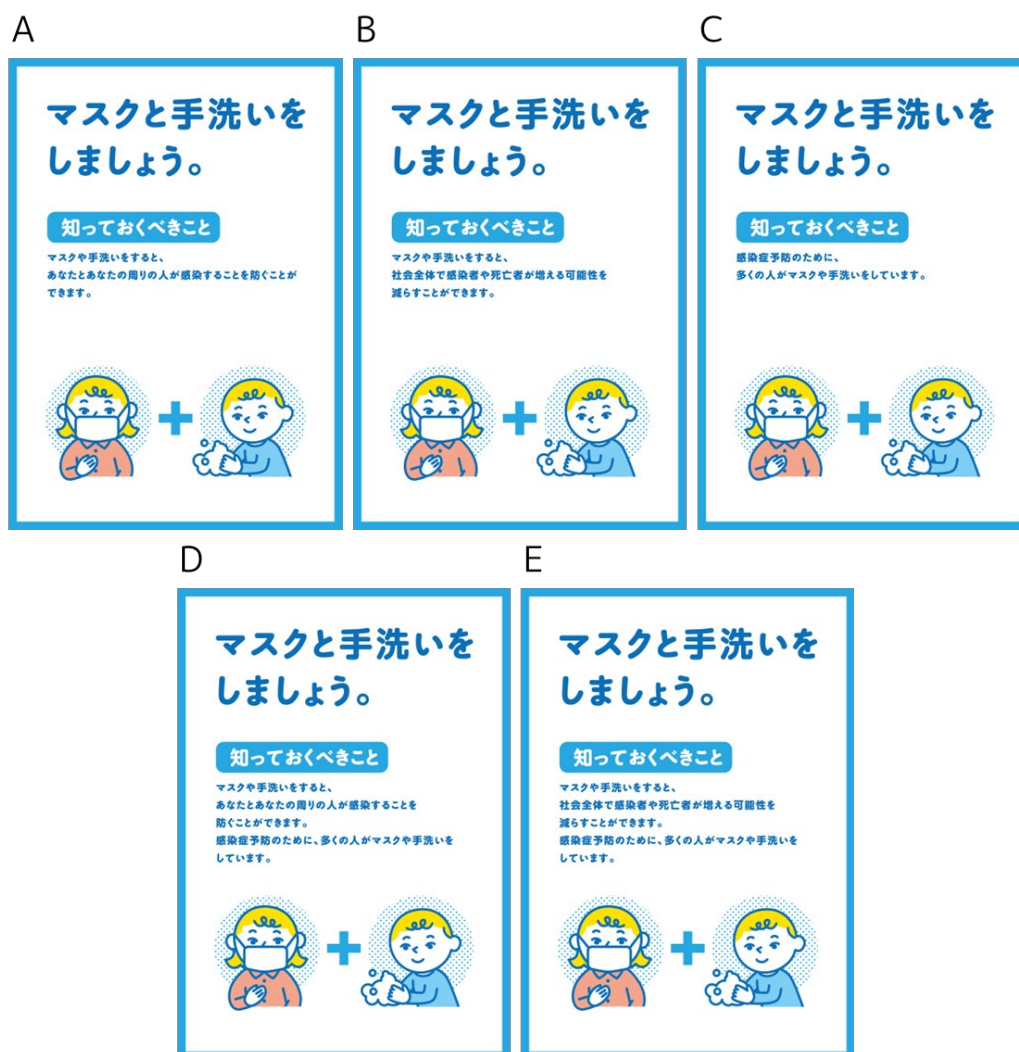 A
マスクと手洗いを
しましょう。
知っておくべきこと
マスクや手洗いをすると、
あなたとあなたの周りの人が感染することを防ぐことが
できます。
B
マスクと手洗いを
しましょう。
知っておくべきこと
マスクや手洗いをすると、
社会全体で感染者や死亡者が増える可能性を
減らすことができます。
C
マスクと手洗いを
しましょう。
知っておくべきこと
感染症予防のために、
多くの人がマスクや手洗いをしています。
D
マスクと手洗いを
しましょう。
知っておくべきこと
マスクや手洗いをすると、
あなたとあなたの周りの人が感染することを
防ぐことができます。
感染症予防のために、多くの人がマスクや手洗いを
しています。
E
マスクと手洗いを
しましょう。
知っておくべきこと
マスクや手洗いをすると、
社会全体で感染者や死亡者が増える可能性を
減らすことができます。
感染症予防のために、多くの人がマスクや手洗いを
しています。